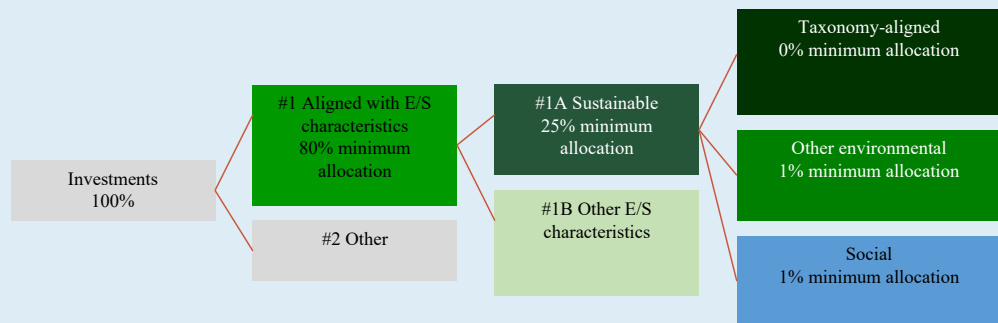 Investments
100%
#1 Aligned with E/S
characteristics
80% minimum
allocation
#2 Other
#1A Sustainable
25% minimum
allocation
#1B Other E/S
characteristics
Taxonomy-aligned
0% minimum allocation
Other environmental
1% minimum allocation
Social
1% minimum allocation